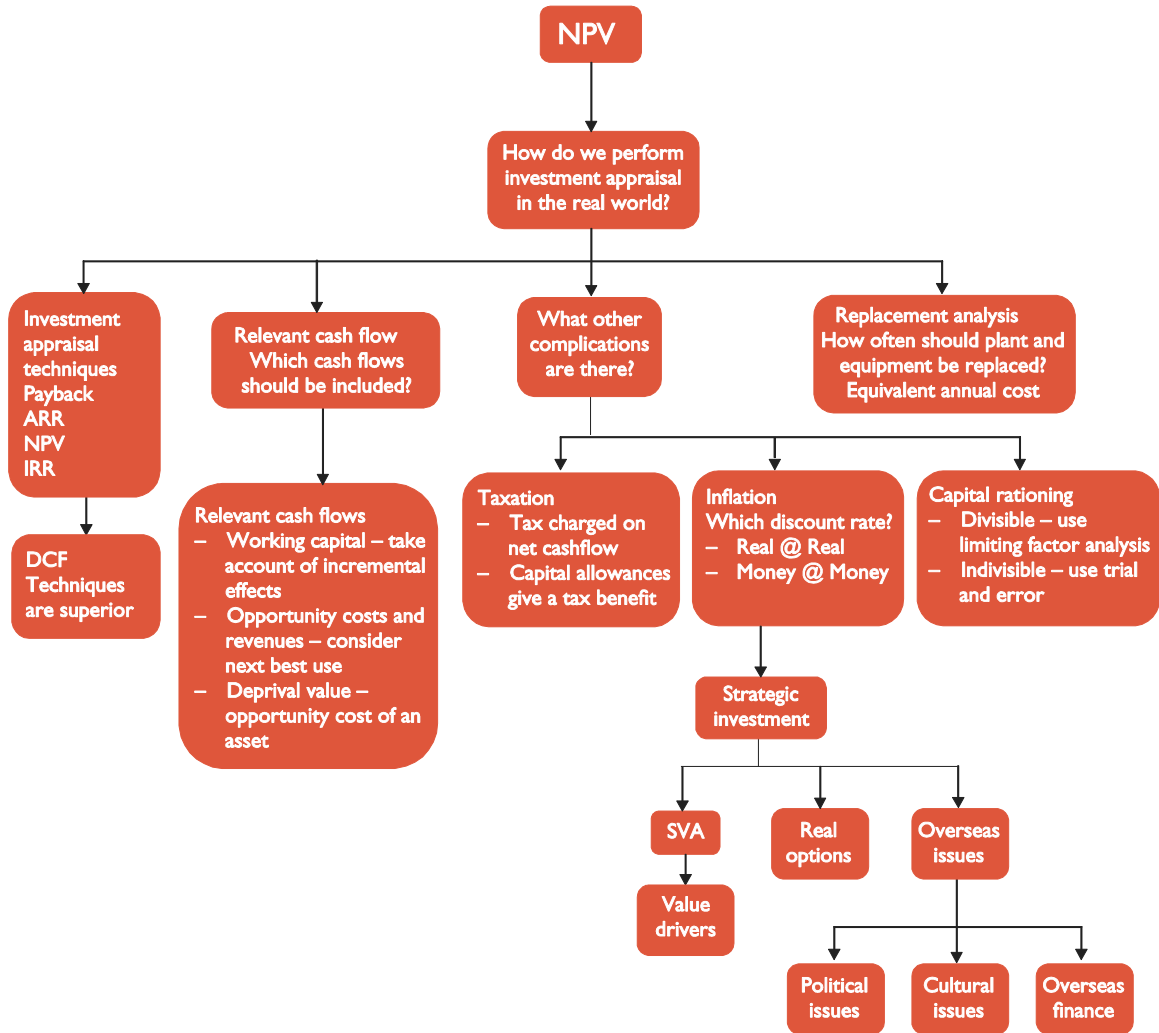 NPV
How do we perform
investment appraisal
in the real world?
Investment
appraisal
techniques
Payback
ARR
NPV
IRR
DCF
Techniques
are superior
Relevant cash flow
Which cash flows
should be included?
Relevant cash flows
– Working capital – take
account of incremental
effects
– Opportunity costs and
revenues – consider
next best use
– Deprival value –
opportunity cost of an
asset
What other
complications
are there?
Replacement analysis
How often should plant and
equipment be replaced?
Equivalent annual cost
Taxation
– Tax charged on
net cashflow
– Capital allowances
give a tax benefit
Inflation
Which discount rate?
– Real @ Real
– Money @ Money
Capital rationing
– Divisible – use
limiting factor analysis
– Indivisible – use trial
and error
Strategic
investment
SVA
Value
drivers
Real
options
Overseas
issues
Political
issues
Cultural
issues
Overseas
finance